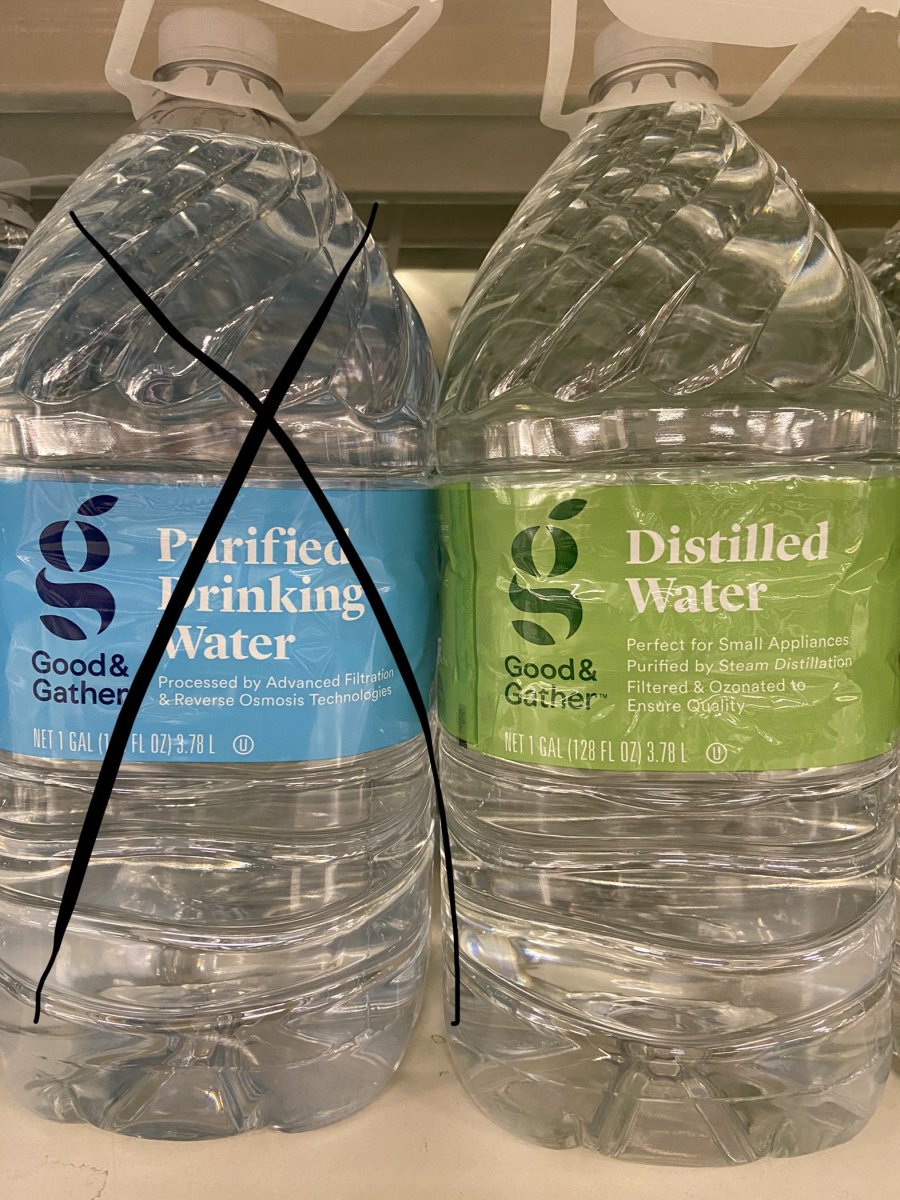 Purified
Drinking
Water
Good&
Gather
Processed by Advanced Filtration
& Reverse Osmosis Technologies
NET 1 GAL FL OZ) 3.78 L U
Distilled
Water
Good&
Gather™
Perfect for Small Appliances
Purified by Steam Distillation
Filtered & Ozonated to
Ensure Quality
NET 1 GAL (128 FL OZ) 3.78 L U